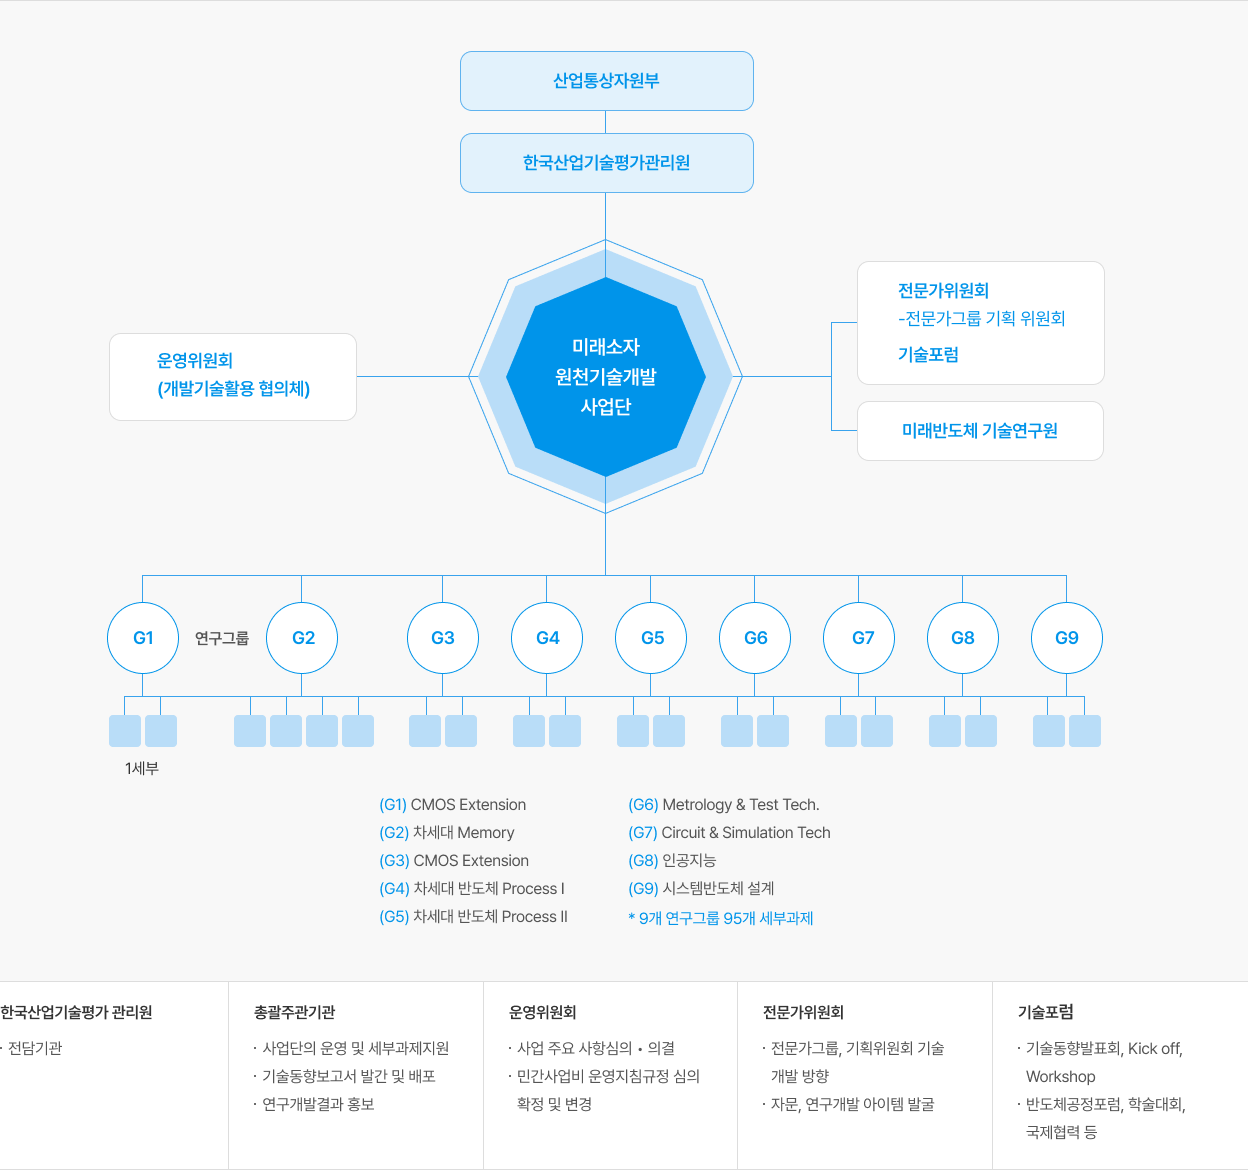 산업통상자원부
한국산업기술평가관리원
미래소자
원천기술개발
사업단
운영위원회
(개발기술활용 협의체)
전문가위원회
-전문가그룹 기획 위원회
기술포럼
미래반도체 기술연구원
G1
연구그룹
G2
G3
G4
G5
G6
G7
G8
G9
1세부
(G1) CMOS Extension
(G2) 차세대 Memory
(G3) CMOS Extension
(G4) 차세대 반도체 Process I
(G5) 차세대 반도체 Process II
(G6) Metrology & Test Tech.
(G7) Circuit & Simulation Tech
(G8) 인공지능
(G9) 시스템반도체 설계
* 9개 연구그룹 95개 세부과제
한국산업기술평가 관리원
· 전담기관
총괄주관기관
· 사업단의 운영 및 세부과제지원
· 기술동향보고서 발간 및 배포
· 연구개발결과 홍보
운영위원회
· 사업 주요 사항심의 • 의결
· 민간사업비 운영지침규정 심의
확정 및 변경
전문가위원회
· 전문가그룹, 기획위원회 기술
개발 방향
· 자문, 연구개발 아이템 발굴
기술포럼
· 기술동향발표회, Kick off,
Workshop
· 반도체공정포럼, 학술대회,
국제협력 등